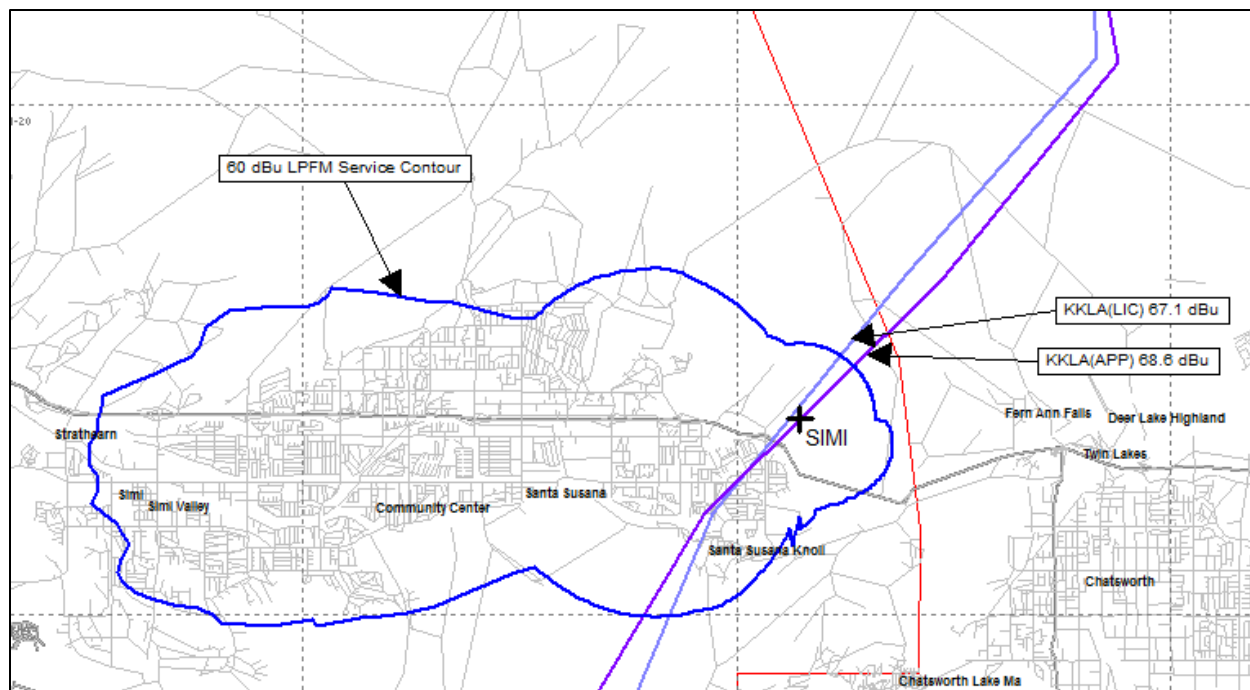 I-20
60 dBu LPFM Service Contour
KKLA(LIC) 67.1 dBu
KKLA(APP) 68.6 dBu
Fern Ann Falls
Deer Lake Highland
SIMI
Strathearn
Twin Lakes
Simi
Santa Susana
Simi Valley
Community Center
Santa Susana Knoll
Chatsworth
Chatsworth Lake Ma